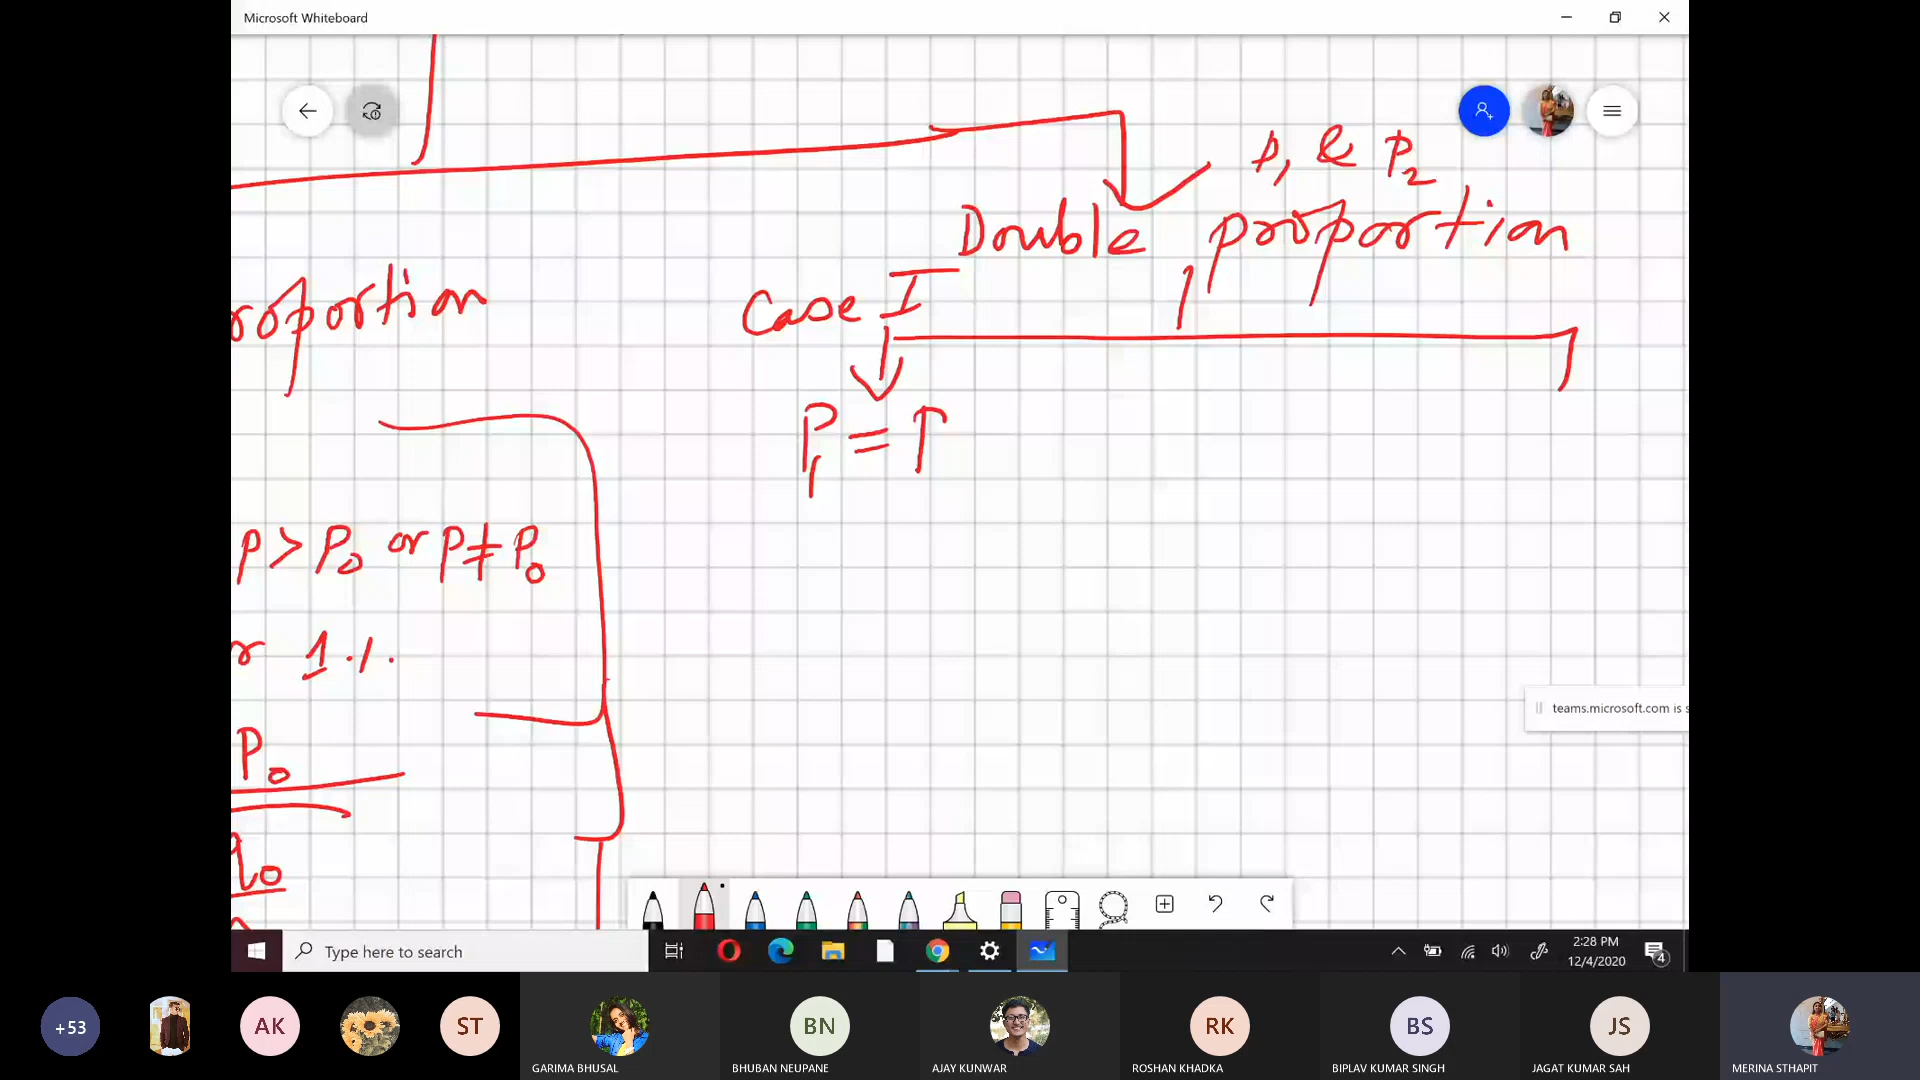 Microsoft Whiteboard
P1 & P2
Double proportion
Case I
roportion
P1 = P
P > P0 or P ≠ P0
r 1.1.
P0
teams.microsoft.com is s
Type here to search
2:28 PM
12/4/2020
4
+53
AK
ST
BN
RK
BS
JS
GARIMA BHUSAL
BHUBAN NEUPANE
AJAY KUNWAR
ROSHAN KHADKA
BIPLAV KUMAR SINGH
JAGAT KUMAR SAH
MERINA STHAPIT